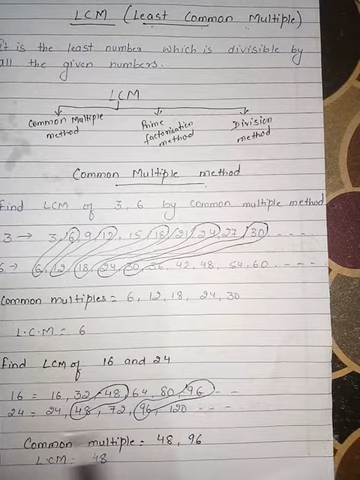 LCM (Least Common Multiple)
It is the least number which is divisible by
all the given numbers.
LCM
Common Multiple method
Prime factorization method
Division method
Common Multiple method
Find LCM of 3, 6 by Common multiple method
3 → 3, 6, 9, 12, 15, 18, 21, 24, 27, 30 - - - -
6 → 6, 12, 18, 24, 30, 36, 42, 48, 54, 60. - - - -
Common multiples = 6, 12, 18, 24, 30
L.C.M = 6
Find LCM of 16 and 24
16 = 16, 32, 48, 64, 80, 96 - -
24 = 24, 48, 72, 96, 120 - - - -
Common multiple = 48, 96
LCM = 48